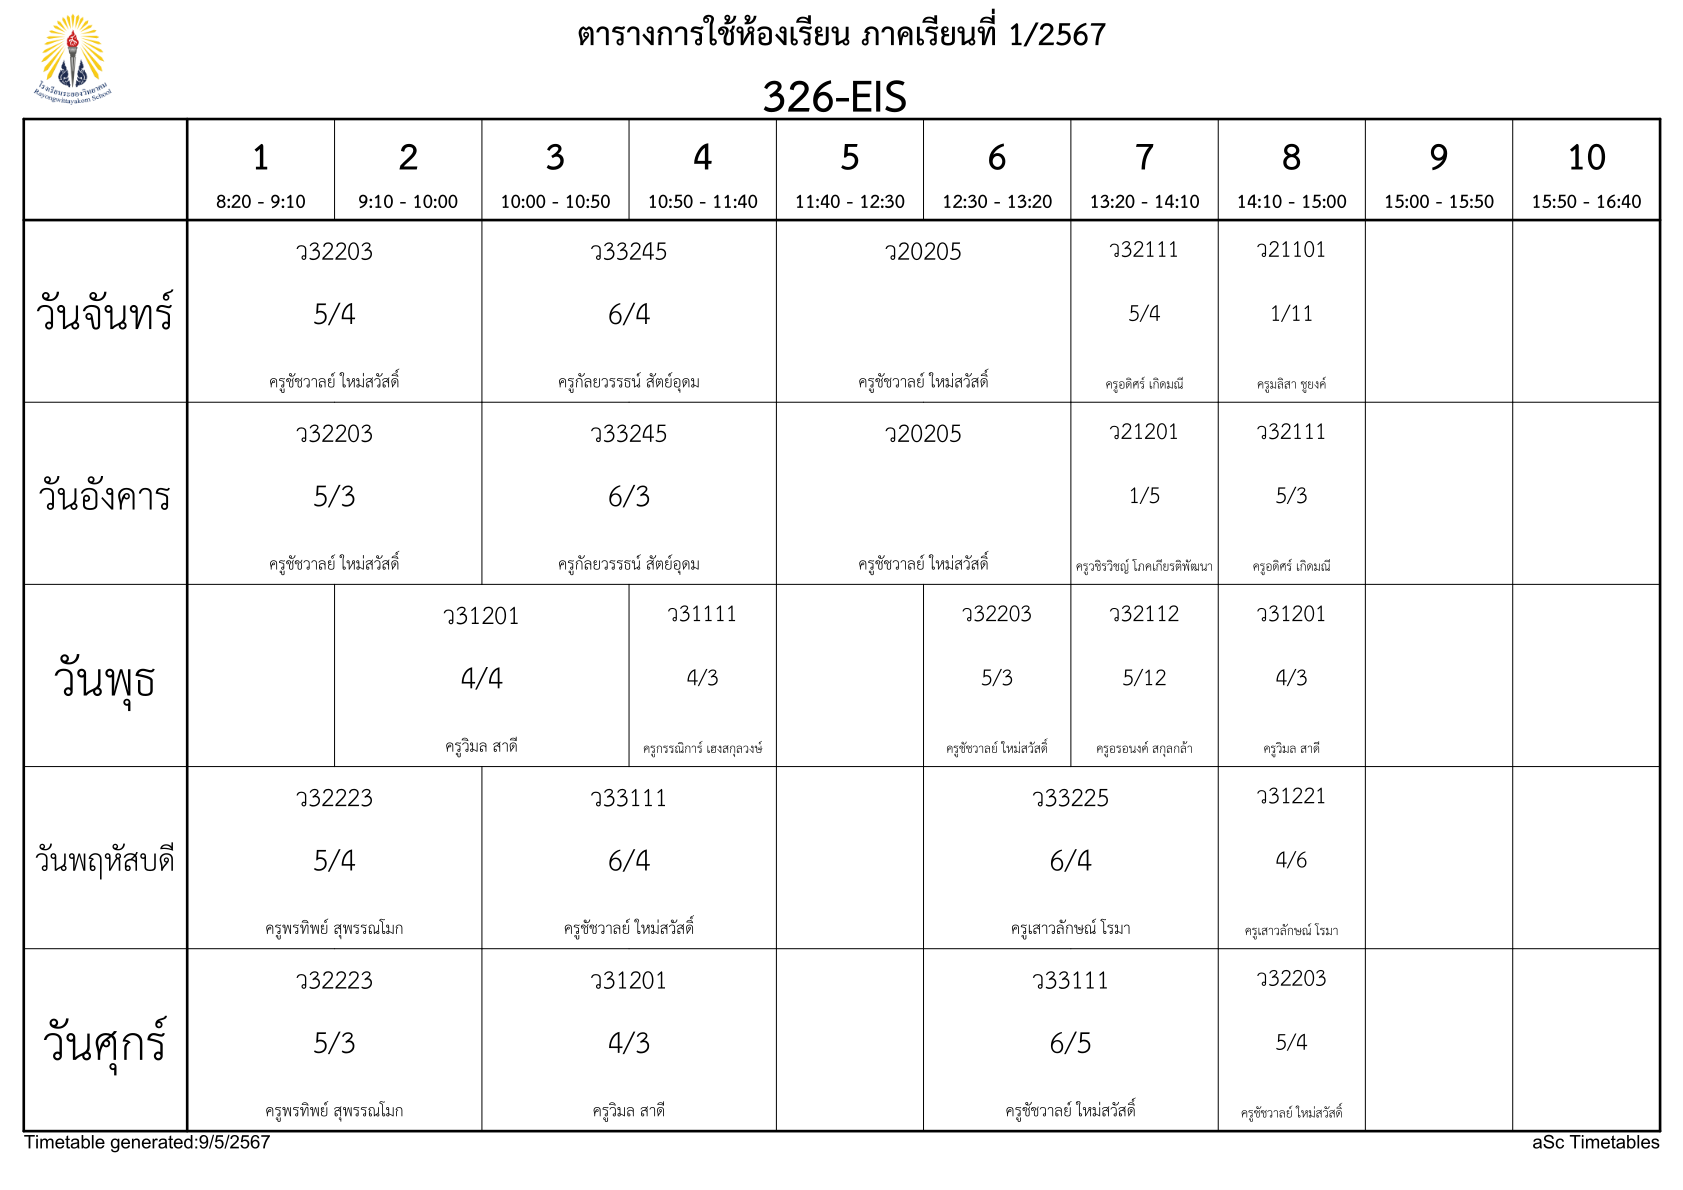 ตารางการใช้ห้องเรียน ภาคเรียนที่ 1/2567
โรงเรียนระยองวิทยาคม
Rayongwittayakom School
326-EIS
1 2 3 4 5 6 7 8 9 10
8:20 - 9:10 9:10 - 10:00 10:00 - 10:50 10:50 - 11:40 11:40 - 12:30 12:30 - 13:20 13:20 - 14:10 14:10 - 15:00 15:00 - 15:50 15:50 - 16:40
ว32203 ว33245 ว20205 ว32111 ว21101
วันจันทร์ 5/4 6/4 5/4 1/11
ครูชัชวาลย์ ใหม่สวัสดิ์ ครูกัลยวรรธน์ สัตย์อุดม ครูชัชวาลย์ ใหม่สวัสดิ์ ครูอดิศร์ เกิดมณี ครูมลิสา ชูยงค์
ว32203 ว33245 ว20205 ว21201 ว32111
วันอังคาร 5/3 6/3 1/5 5/3
ครูชัชวาลย์ ใหม่สวัสดิ์ ครูกัลยวรรธน์ สัตย์อุดม ครูชัชวาลย์ ใหม่สวัสดิ์ ครูวชิรวิชญ์ โภคเกียรติพัฒนา ครูอดิศร์ เกิดมณี
ว31201 ว31111 ว32203 ว32112 ว31201
วันพุธ 4/4 4/3 5/3 5/12 4/3
ครูวิมล สาดี ครูกรรณิการ์ เฮงสกุลวงษ์ ครูชัชวาลย์ ใหม่สวัสดิ์ ครูอรอนงค์ สกุลกล้า ครูวิมล สาดี
ว32223 ว33111 ว33225 ว31221
วันพฤหัสบดี 5/4 6/4 6/4 4/6
ครูพรทิพย์ สุพรรณโมก ครูชัชวาลย์ ใหม่สวัสดิ์ ครูเสาวลักษณ์ โรมา ครูเสาวลักษณ์ โรมา
ว32223 ว31201 ว33111 ว32203
วันศุกร์ 5/3 4/3 6/5 5/4
ครูพรทิพย์ สุพรรณโมก ครูวิมล สาดี ครูชัชวาลย์ ใหม่สวัสดิ์ ครูชัชวาลย์ ใหม่สวัสดิ์
Timetable generated:9/5/2567 aSc Timetables